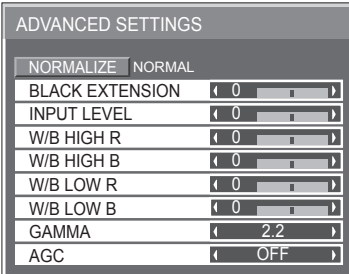 ADVANCED SETTINGS
NORMALIZE NORMAL
BLACK EXTENSION 0
INPUT LEVEL 0
W/B HIGH R 0
W/B HIGH B 0
W/B LOW R 0
W/B LOW B 0
GAMMA 2.2
AGC OFF